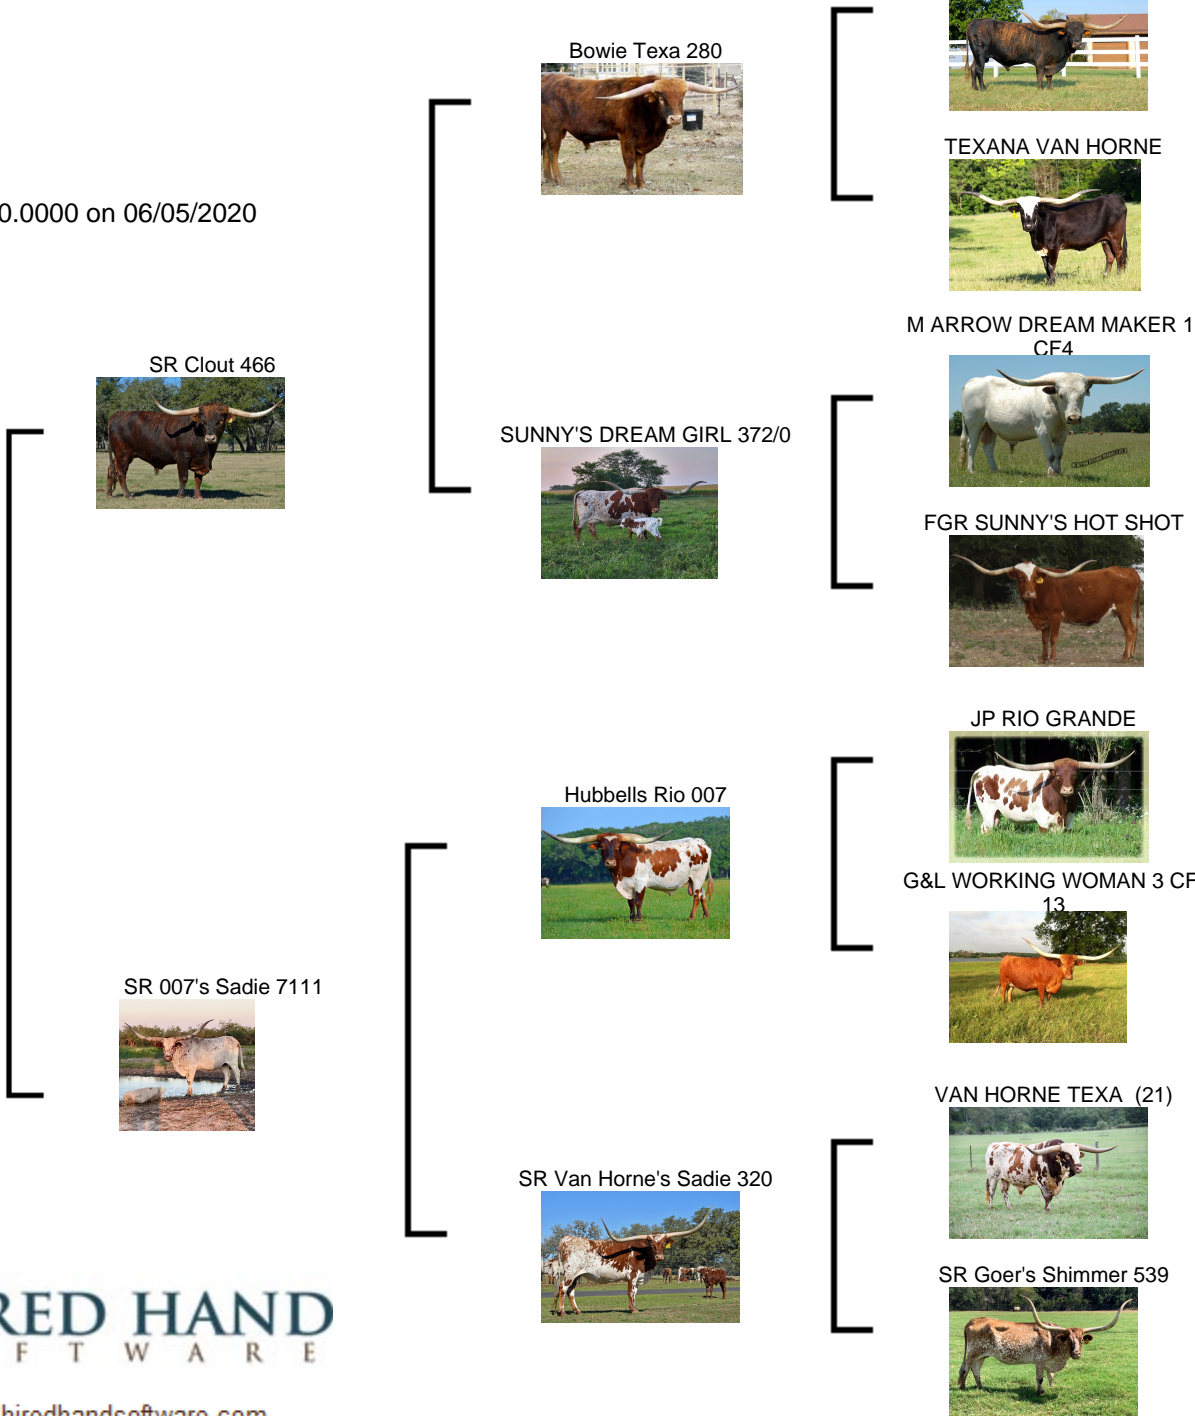 Bowie Texa 280
TEXANA VAN HORNE
0.0000 on 06/05/2020
M ARROW DREAM MAKER 1
CF4
SR Clout 466
SUNNY'S DREAM GIRL 372/0
FGR SUNNY'S HOT SHOT
JP RIO GRANDE
Hubbells Rio 007
G&L WORKING WOMAN 3 CF
13
SR 007's Sadie 7111
VAN HORNE TEXA (21)
SR Van Horne's Sadie 320
SR Goer's Shimmer 539
RED HAND
F T W A R E
hiredhandsoftware.com